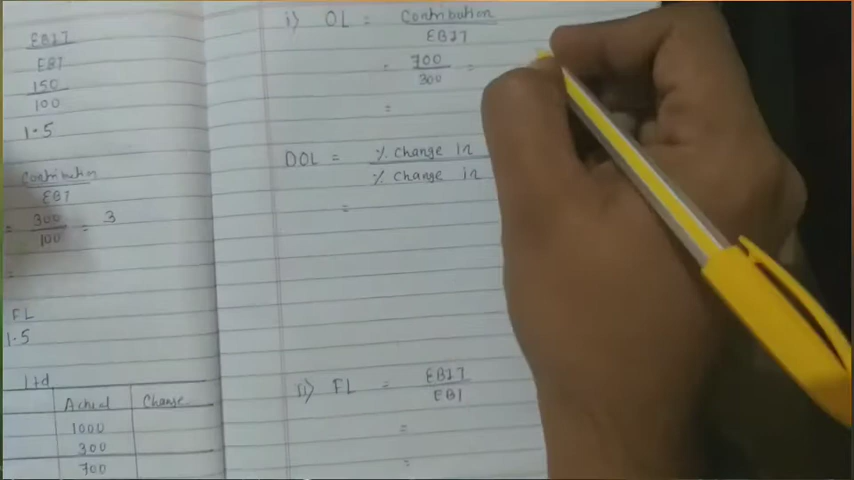 EBIT
EBT
150
100
1.5
Contribution
EBT
= 300 = 3
100
=
FL
1.5
Ltd
Actual Change
1000
300
700
i) OL = Contribution
EBIT
= 700 =
300
=
DOL = % Change in
% Change in
=
ii) FL = EBIT
EBT
=
=